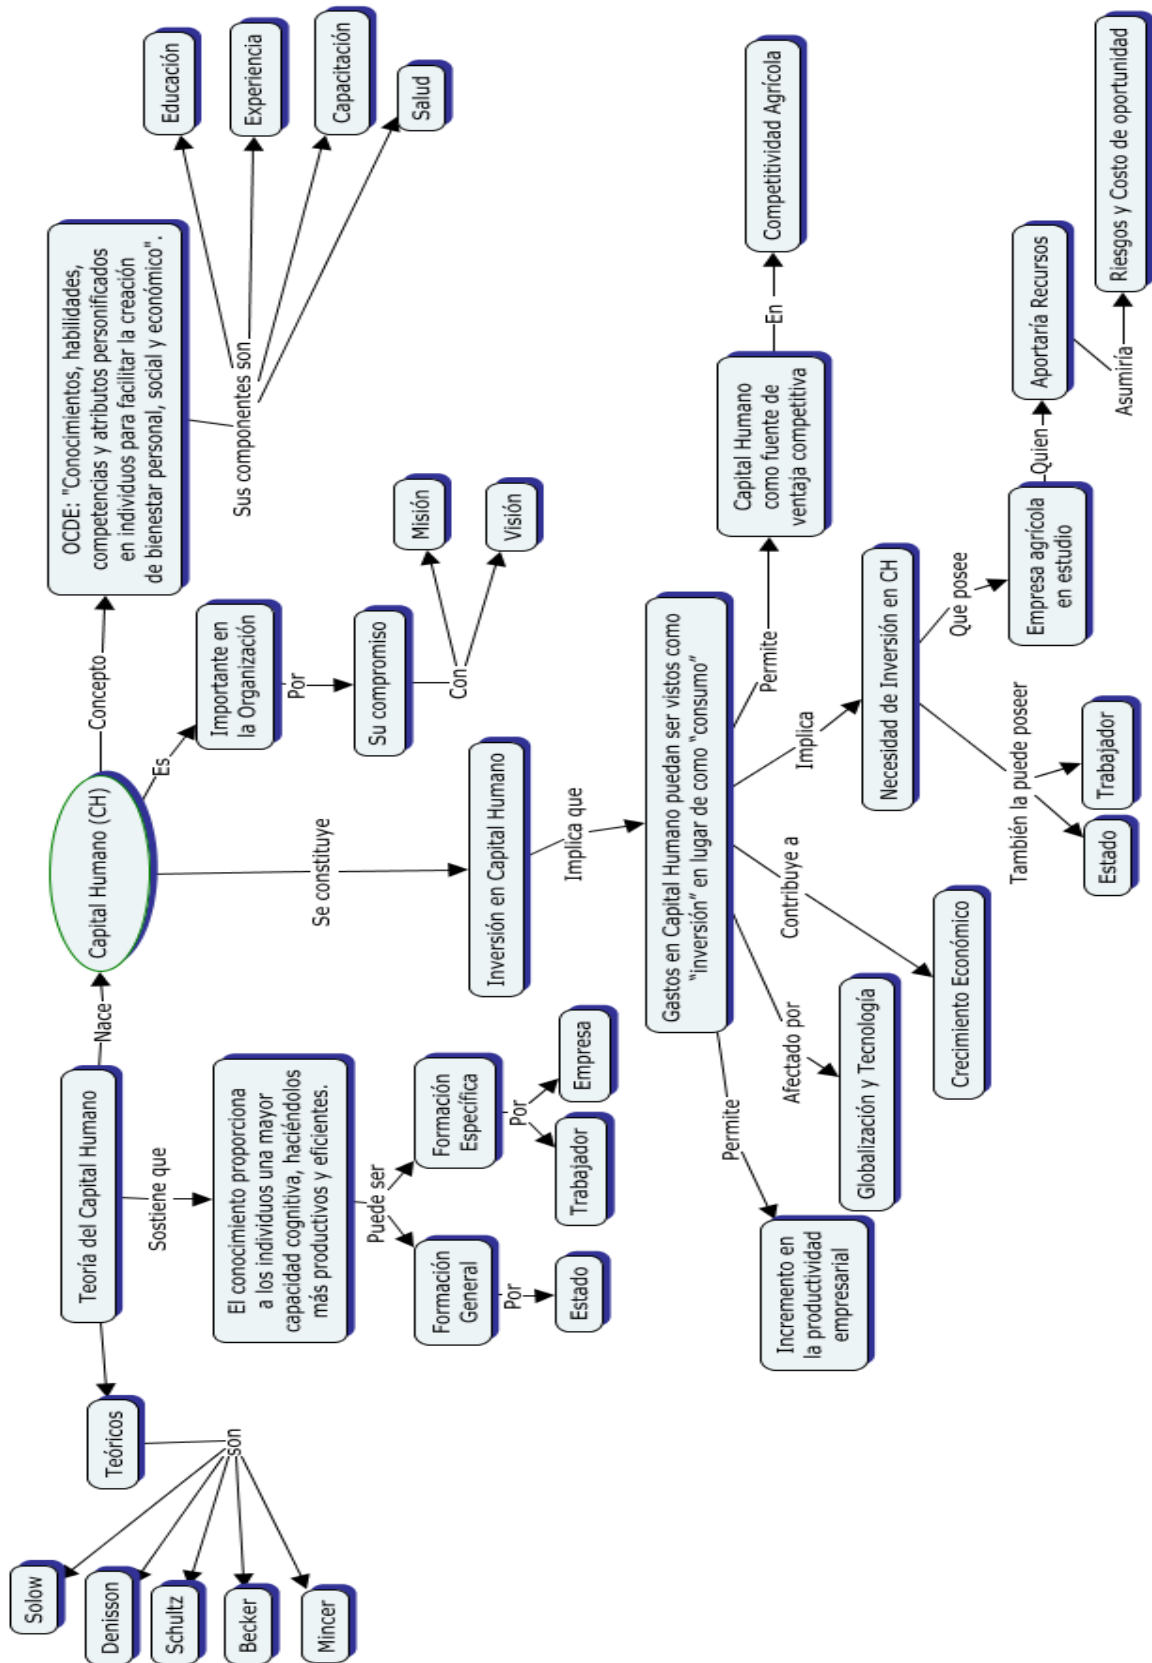 Solow
Denisson
Schultz
Becker
Mincer
Teóricos
son
Teoría del Capital Humano
Nace
Capital Humano (CH)
Concepto
OCDE: "Conocimientos, habilidades,
competencias y atributos personificados
en individuos para facilitar la creación
de bienestar personal, social y económico".
Sus componentes son
Educación
Experiencia
Capacitación
Salud
Es
Importante en
la Organización
Por
Su compromiso
Con
Misión
Visión
Sostiene que
El conocimiento proporciona
a los individuos una mayor
capacidad cognitiva, haciéndolos
más productivos y eficientes.
Puede ser
Formación
General
Por
Estado
Formación
Específica
Por
Trabajador
Empresa
Se constituye
Inversión en Capital Humano
Implica que
Gastos en Capital Humano puedan ser vistos como
“inversión” en lugar de como “consumo”
Permite
Incremento en
la productividad
empresarial
Afectado por
Globalización y Tecnología
Contribuye a
Crecimiento Económico
Implica
Necesidad de Inversión en CH
También la puede poseer
Estado
Trabajador
Que posee
Empresa agrícola
en estudio
Quien
Aportaría Recursos
Asumiría
Riesgos y Costo de oportunidad
Permite
Capital Humano
como fuente de
ventaja competitiva
En
Competitividad Agrícola